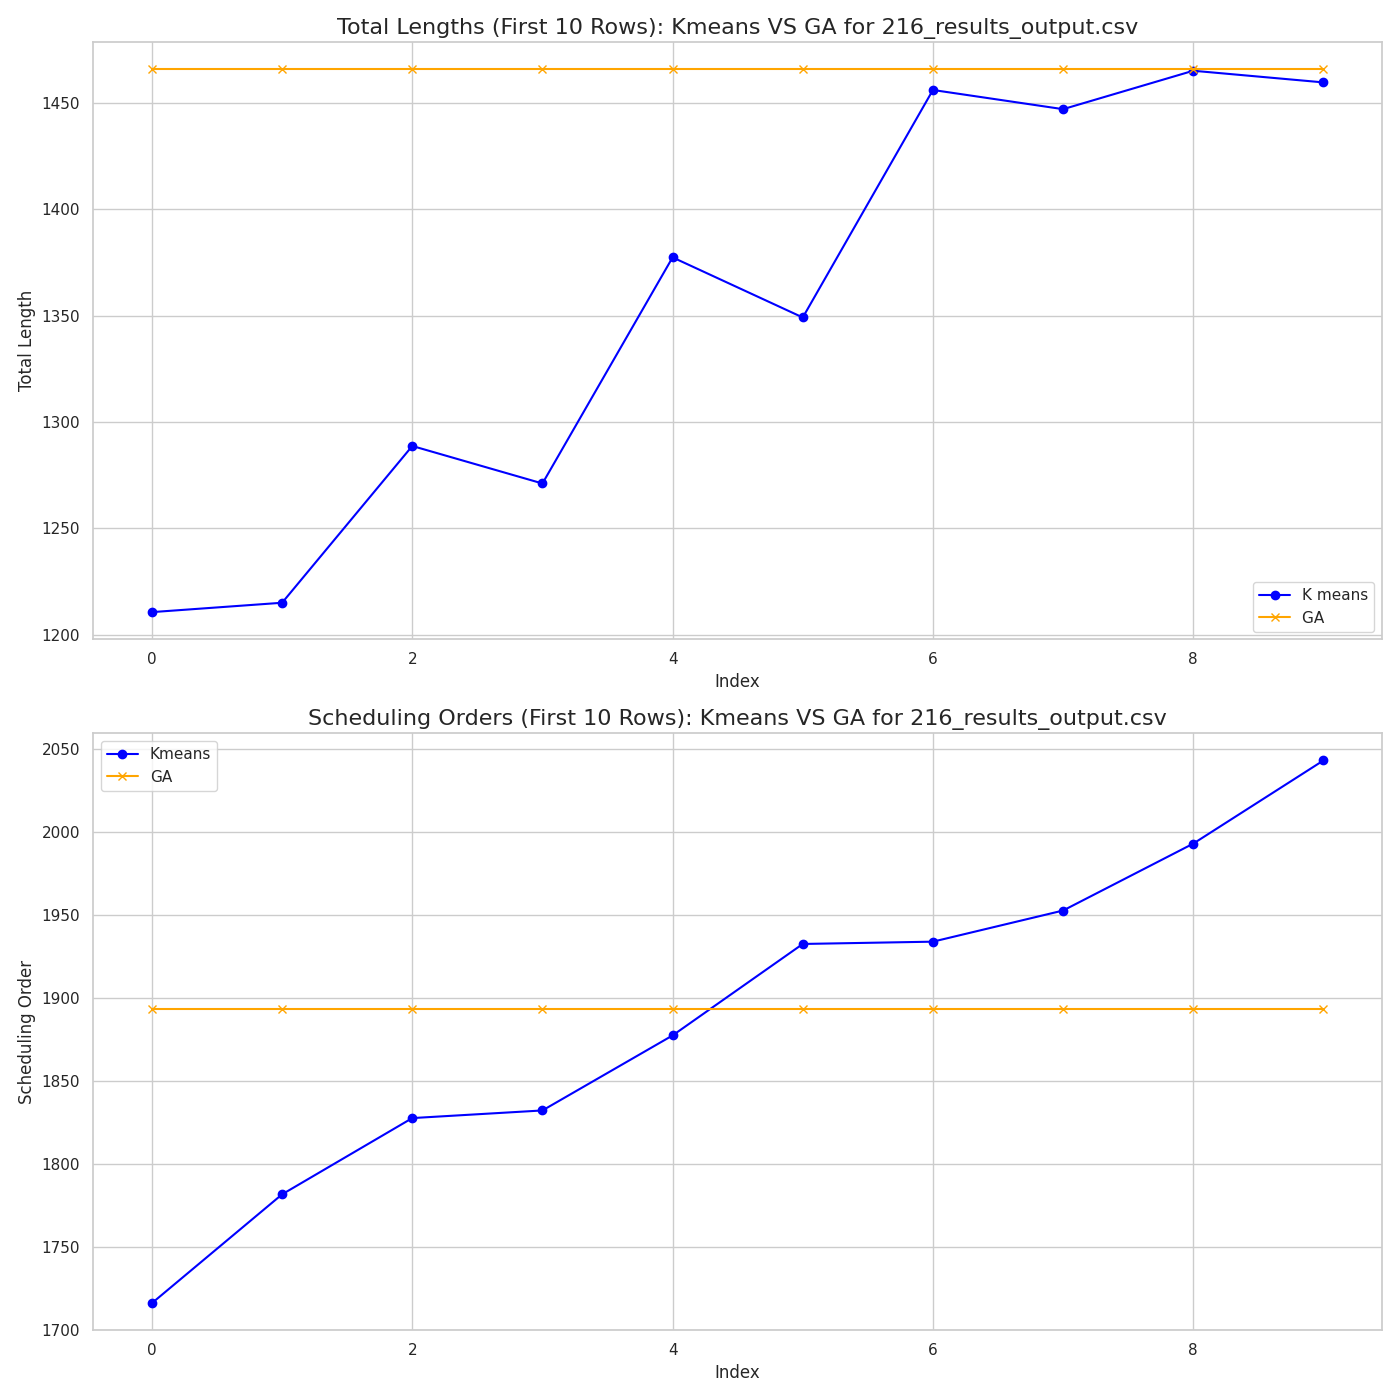 Total Lengths (First 10 Rows): Kmeans VS GA for 216_results_output.csv
1450
1400
1350
1300
1250
1200
Total Length
K means
GA
0 2 4 6 8
Index
Scheduling Orders (First 10 Rows): Kmeans VS GA for 216_results_output.csv
Kmeans
GA
2050
2000
1950
1900
1850
1800
1750
1700
Scheduling Order
0 2 4 6 8
Index